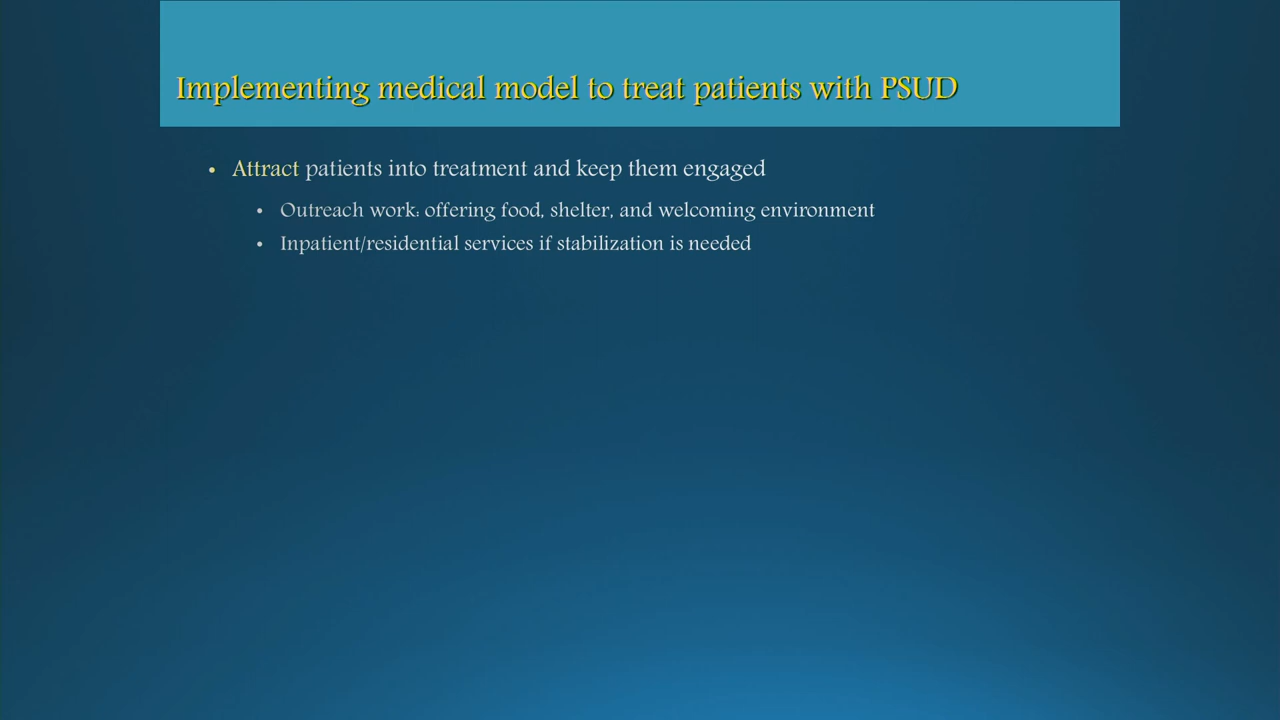 Implementing medical model to treat patients with PSUD
• Attract patients into treatment and keep them engaged
• Outreach work: offering food, shelter, and welcoming environment
• Inpatient/residential services if stabilization is needed